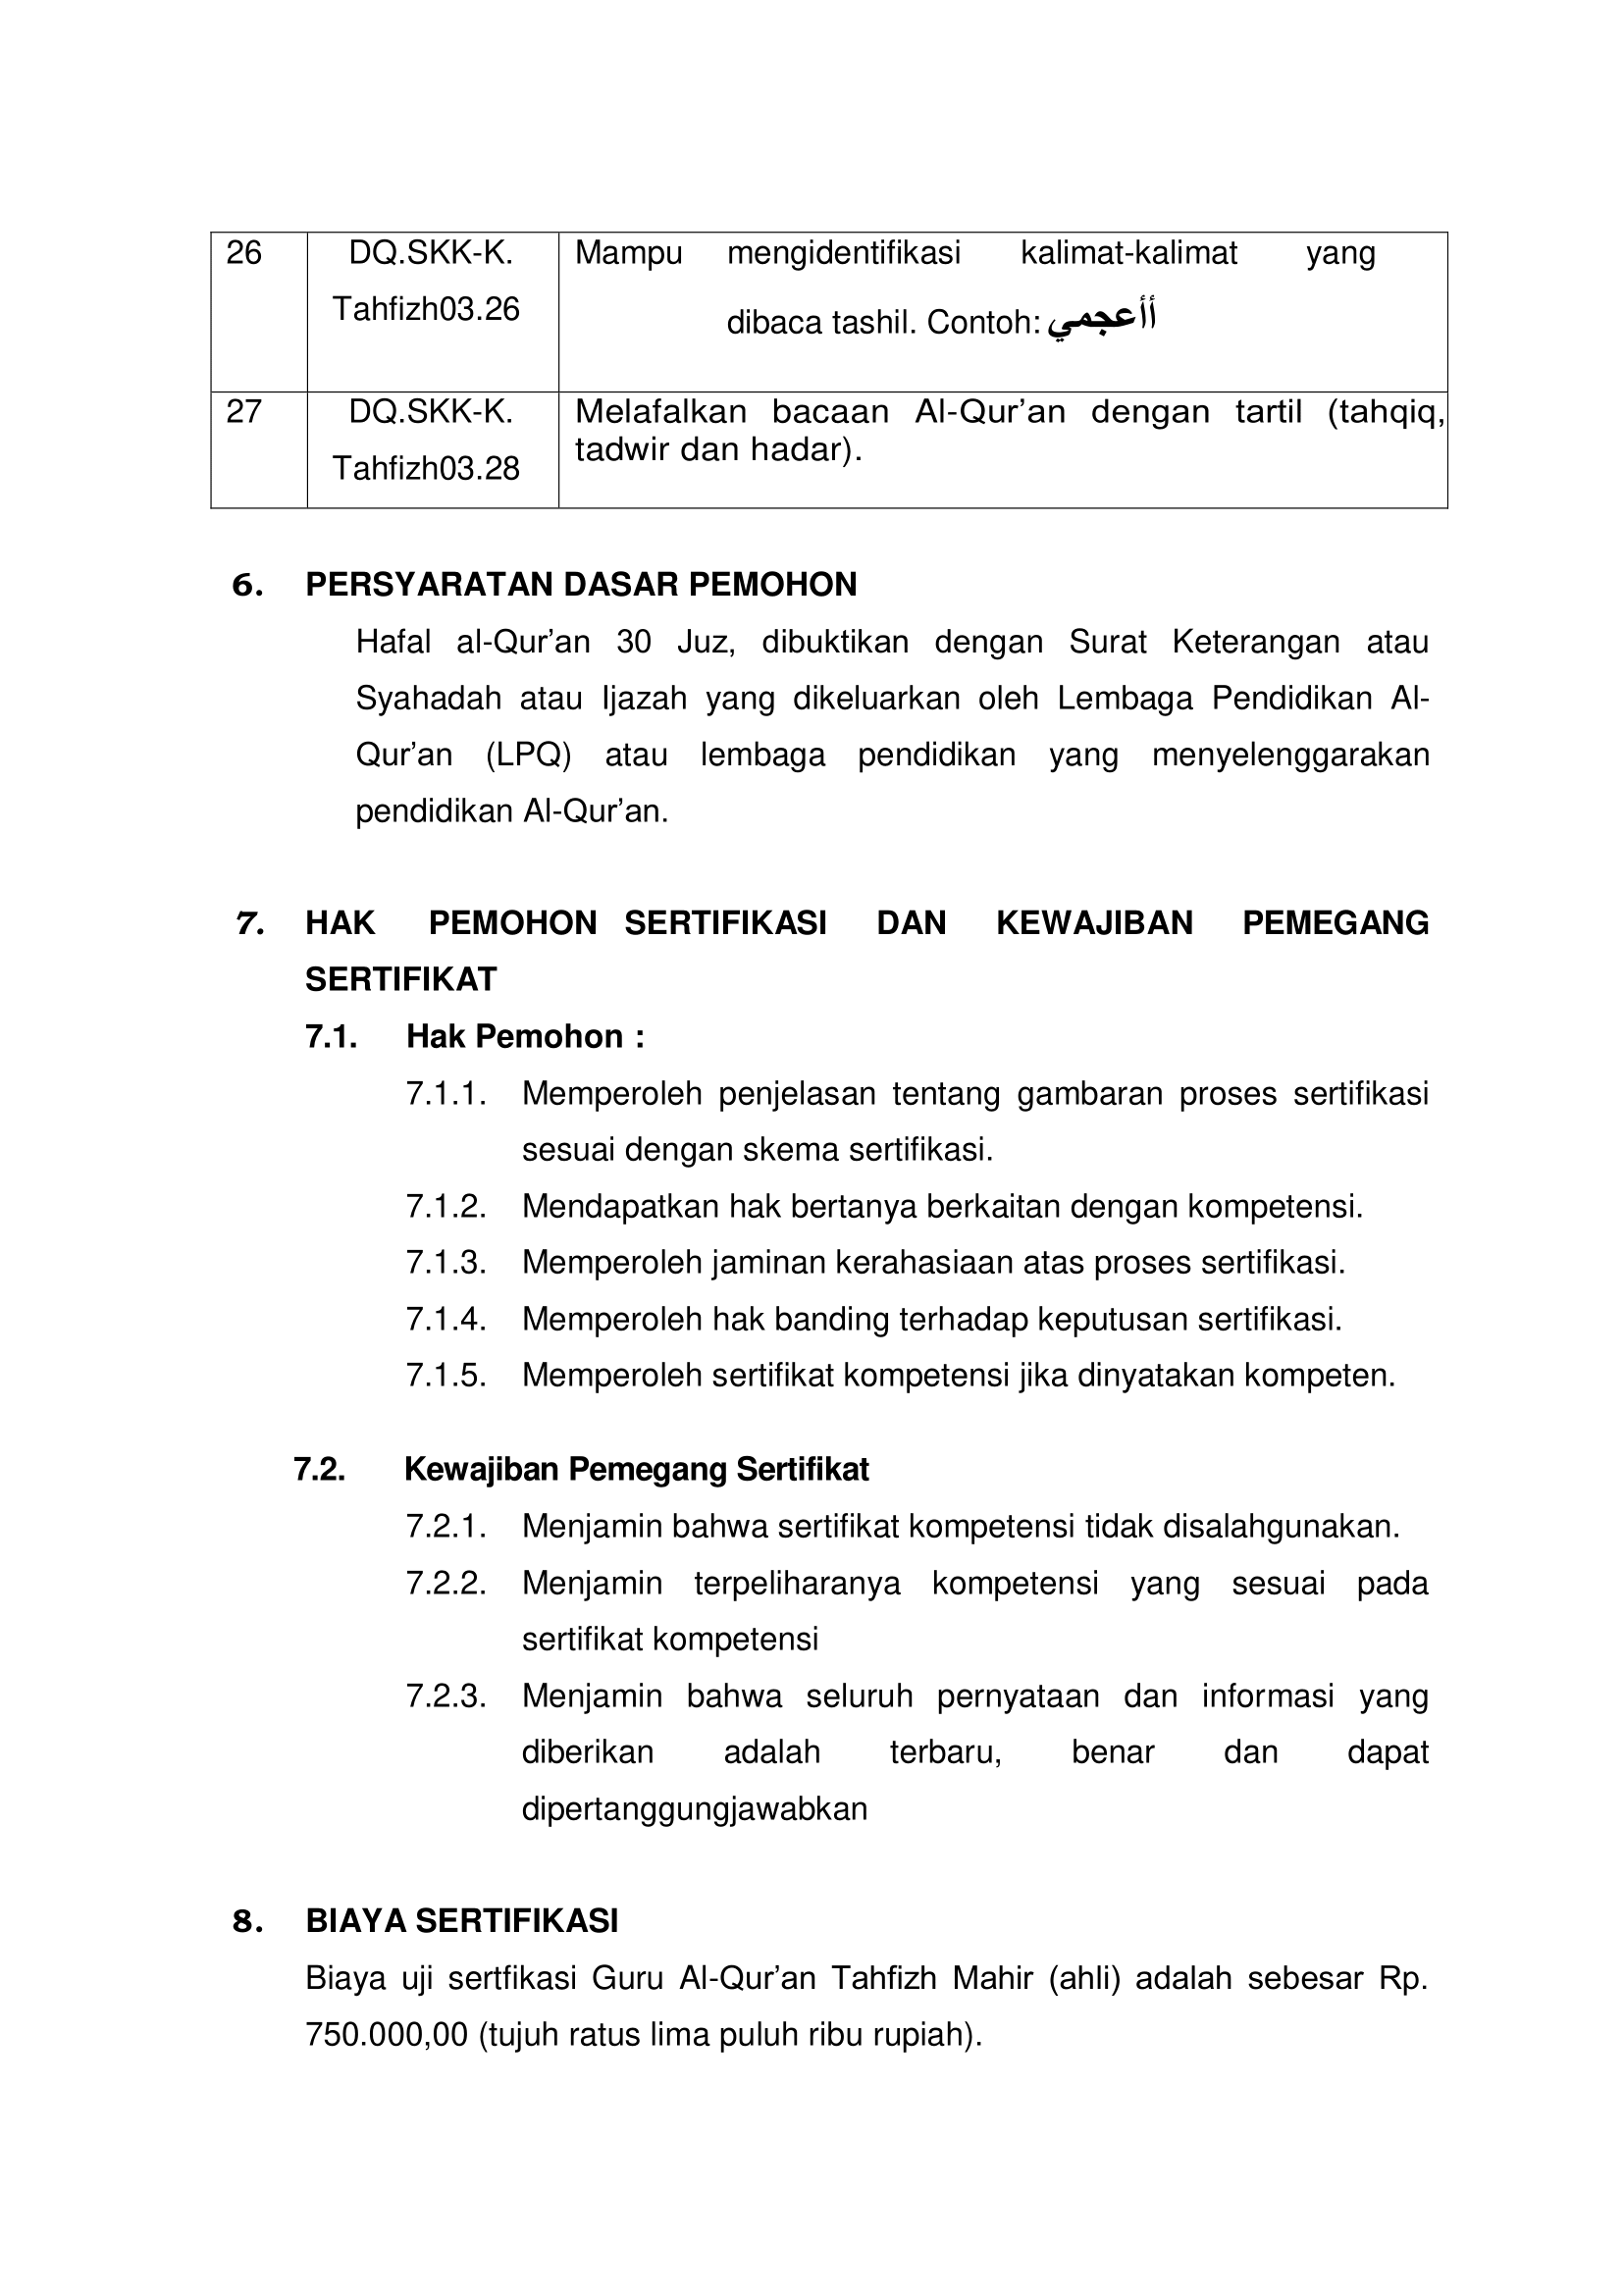 26 DQ.SKK-K. Mampu mengidentifikasi kalimat-kalimat yang
Tahfizh03.26 dibaca tashil. Contoh: أأعجمي
27 DQ.SKK-K. Melafalkan bacaan Al-Qur’an dengan tartil (tahqiq,
Tahfizh03.28 tadwir dan hadar).
6. PERSYARATAN DASAR PEMOHON
Hafal al-Qur’an 30 Juz, dibuktikan dengan Surat Keterangan atau
Syahadah atau Ijazah yang dikeluarkan oleh Lembaga Pendidikan Al-
Qur’an (LPQ) atau lembaga pendidikan yang menyelenggarakan
pendidikan Al-Qur’an.
7. HAK PEMOHON SERTIFIKASI DAN KEWAJIBAN PEMEGANG
SERTIFIKAT
7.1. Hak Pemohon :
7.1.1. Memperoleh penjelasan tentang gambaran proses sertifikasi
sesuai dengan skema sertifikasi.
7.1.2. Mendapatkan hak bertanya berkaitan dengan kompetensi.
7.1.3. Memperoleh jaminan kerahasiaan atas proses sertifikasi.
7.1.4. Memperoleh hak banding terhadap keputusan sertifikasi.
7.1.5. Memperoleh sertifikat kompetensi jika dinyatakan kompeten.
7.2. Kewajiban Pemegang Sertifikat
7.2.1. Menjamin bahwa sertifikat kompetensi tidak disalahgunakan.
7.2.2. Menjamin terpeliharanya kompetensi yang sesuai pada
sertifikat kompetensi
7.2.3. Menjamin bahwa seluruh pernyataan dan informasi yang
diberikan adalah terbaru, benar dan dapat
dipertanggungjawabkan
8. BIAYA SERTIFIKASI
Biaya uji sertfikasi Guru Al-Qur’an Tahfizh Mahir (ahli) adalah sebesar Rp.
750.000,00 (tujuh ratus lima puluh ribu rupiah).